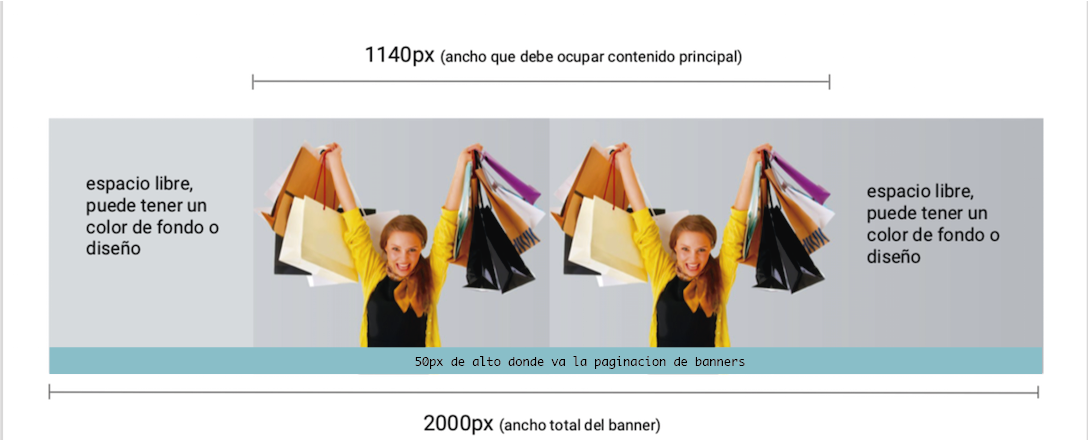 1140px (ancho que debe ocupar contenido principal)
espacio libre,
puede tener un
color de fondo o
diseño
espacio libre,
puede tener un
color de fondo o
diseño
50px de alto donde va la paginacion de banners
2000px (ancho total del banner)